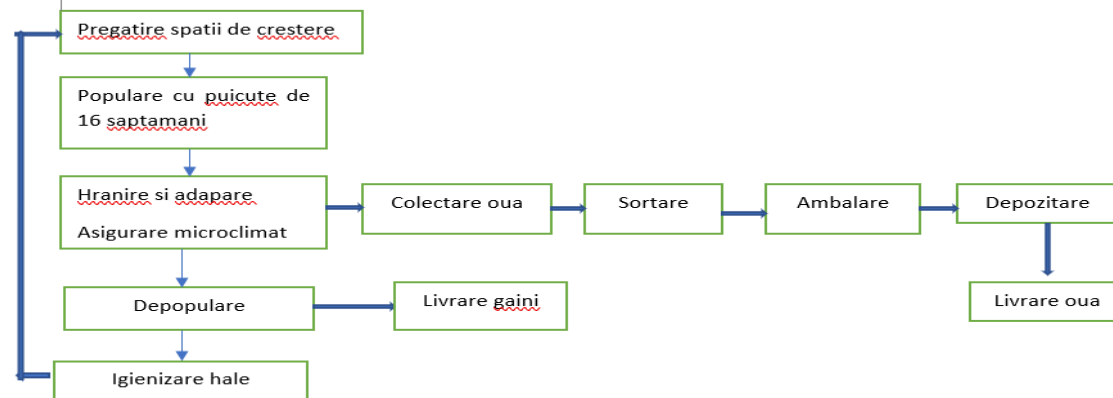 Pregatire spatii de crestere
Populare cu puicute de
16 saptamani
Hranire si adapare
Asigurare microclimat
Colectare oua
Sortare
Ambalare
Depozitare
Livrare oua
Depopulare
Livrare gaini
Igienizare hale